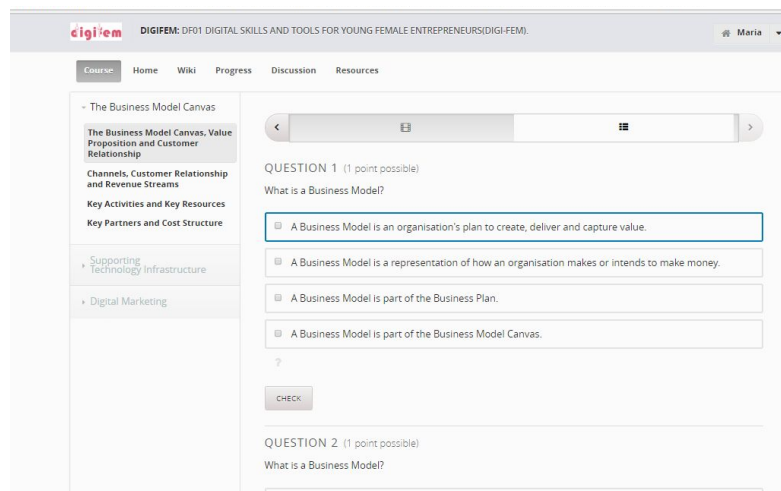 digifem DIGIFEM: DF01 DIGITAL SKILLS AND TOOLS FOR YOUNG FEMALE ENTREPRENEURS(DIGI-FEM). Maria
Course Home Wiki Progress Discussion Resources
The Business Model Canvas
The Business Model Canvas, Value
Proposition and Customer
Relationship
Channels, Customer Relationship
and Revenue Streams
Key Activities and Key Resources
Key Partners and Cost Structure
Supporting
Technology Infrastructure
Digital Marketing
QUESTION 1 (1 point possible)
What is a Business Model?
A Business Model is an organisation's plan to create, deliver and capture value.
A Business Model is a representation of how an organisation makes or intends to make money.
A Business Model is part of the Business Plan.
A Business Model is part of the Business Model Canvas.
?
CHECK
QUESTION 2 (1 point possible)
What is a Business Model?